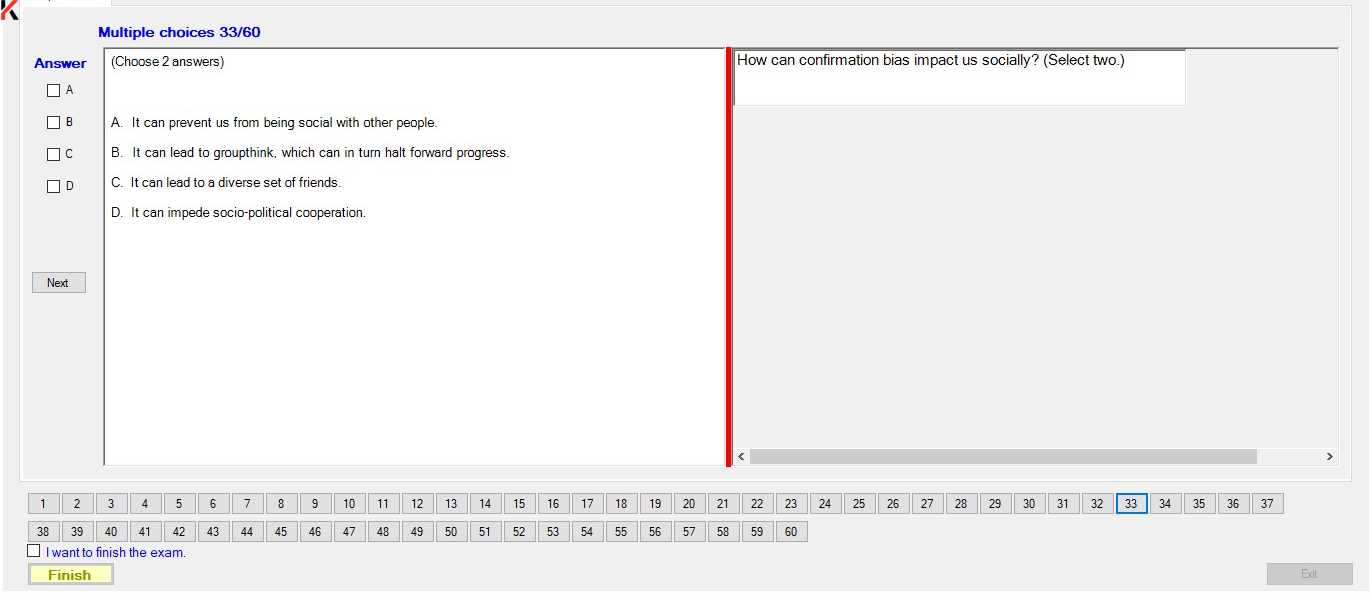 Multiple choices 33/60
Answer
A
B
C
D
Next
(Choose 2 answers)
A. It can prevent us from being social with other people.
B. It can lead to groupthink, which can in turn halt forward progress.
C. It can lead to a diverse set of friends.
D. It can impede socio-political cooperation.
How can confirmation bias impact us socially? (Select two.)
1 2 3 4 5 6 7 8 9 10 11 12 13 14 15 16 17 18 19 20 21 22 23 24 25 26 27 28 29 30 31 32 33 34 35 36 37
38 39 40 41 42 43 44 45 46 47 48 49 50 51 52 53 54 55 56 57 58 59 60
I want to finish the exam.
Finish
Exit